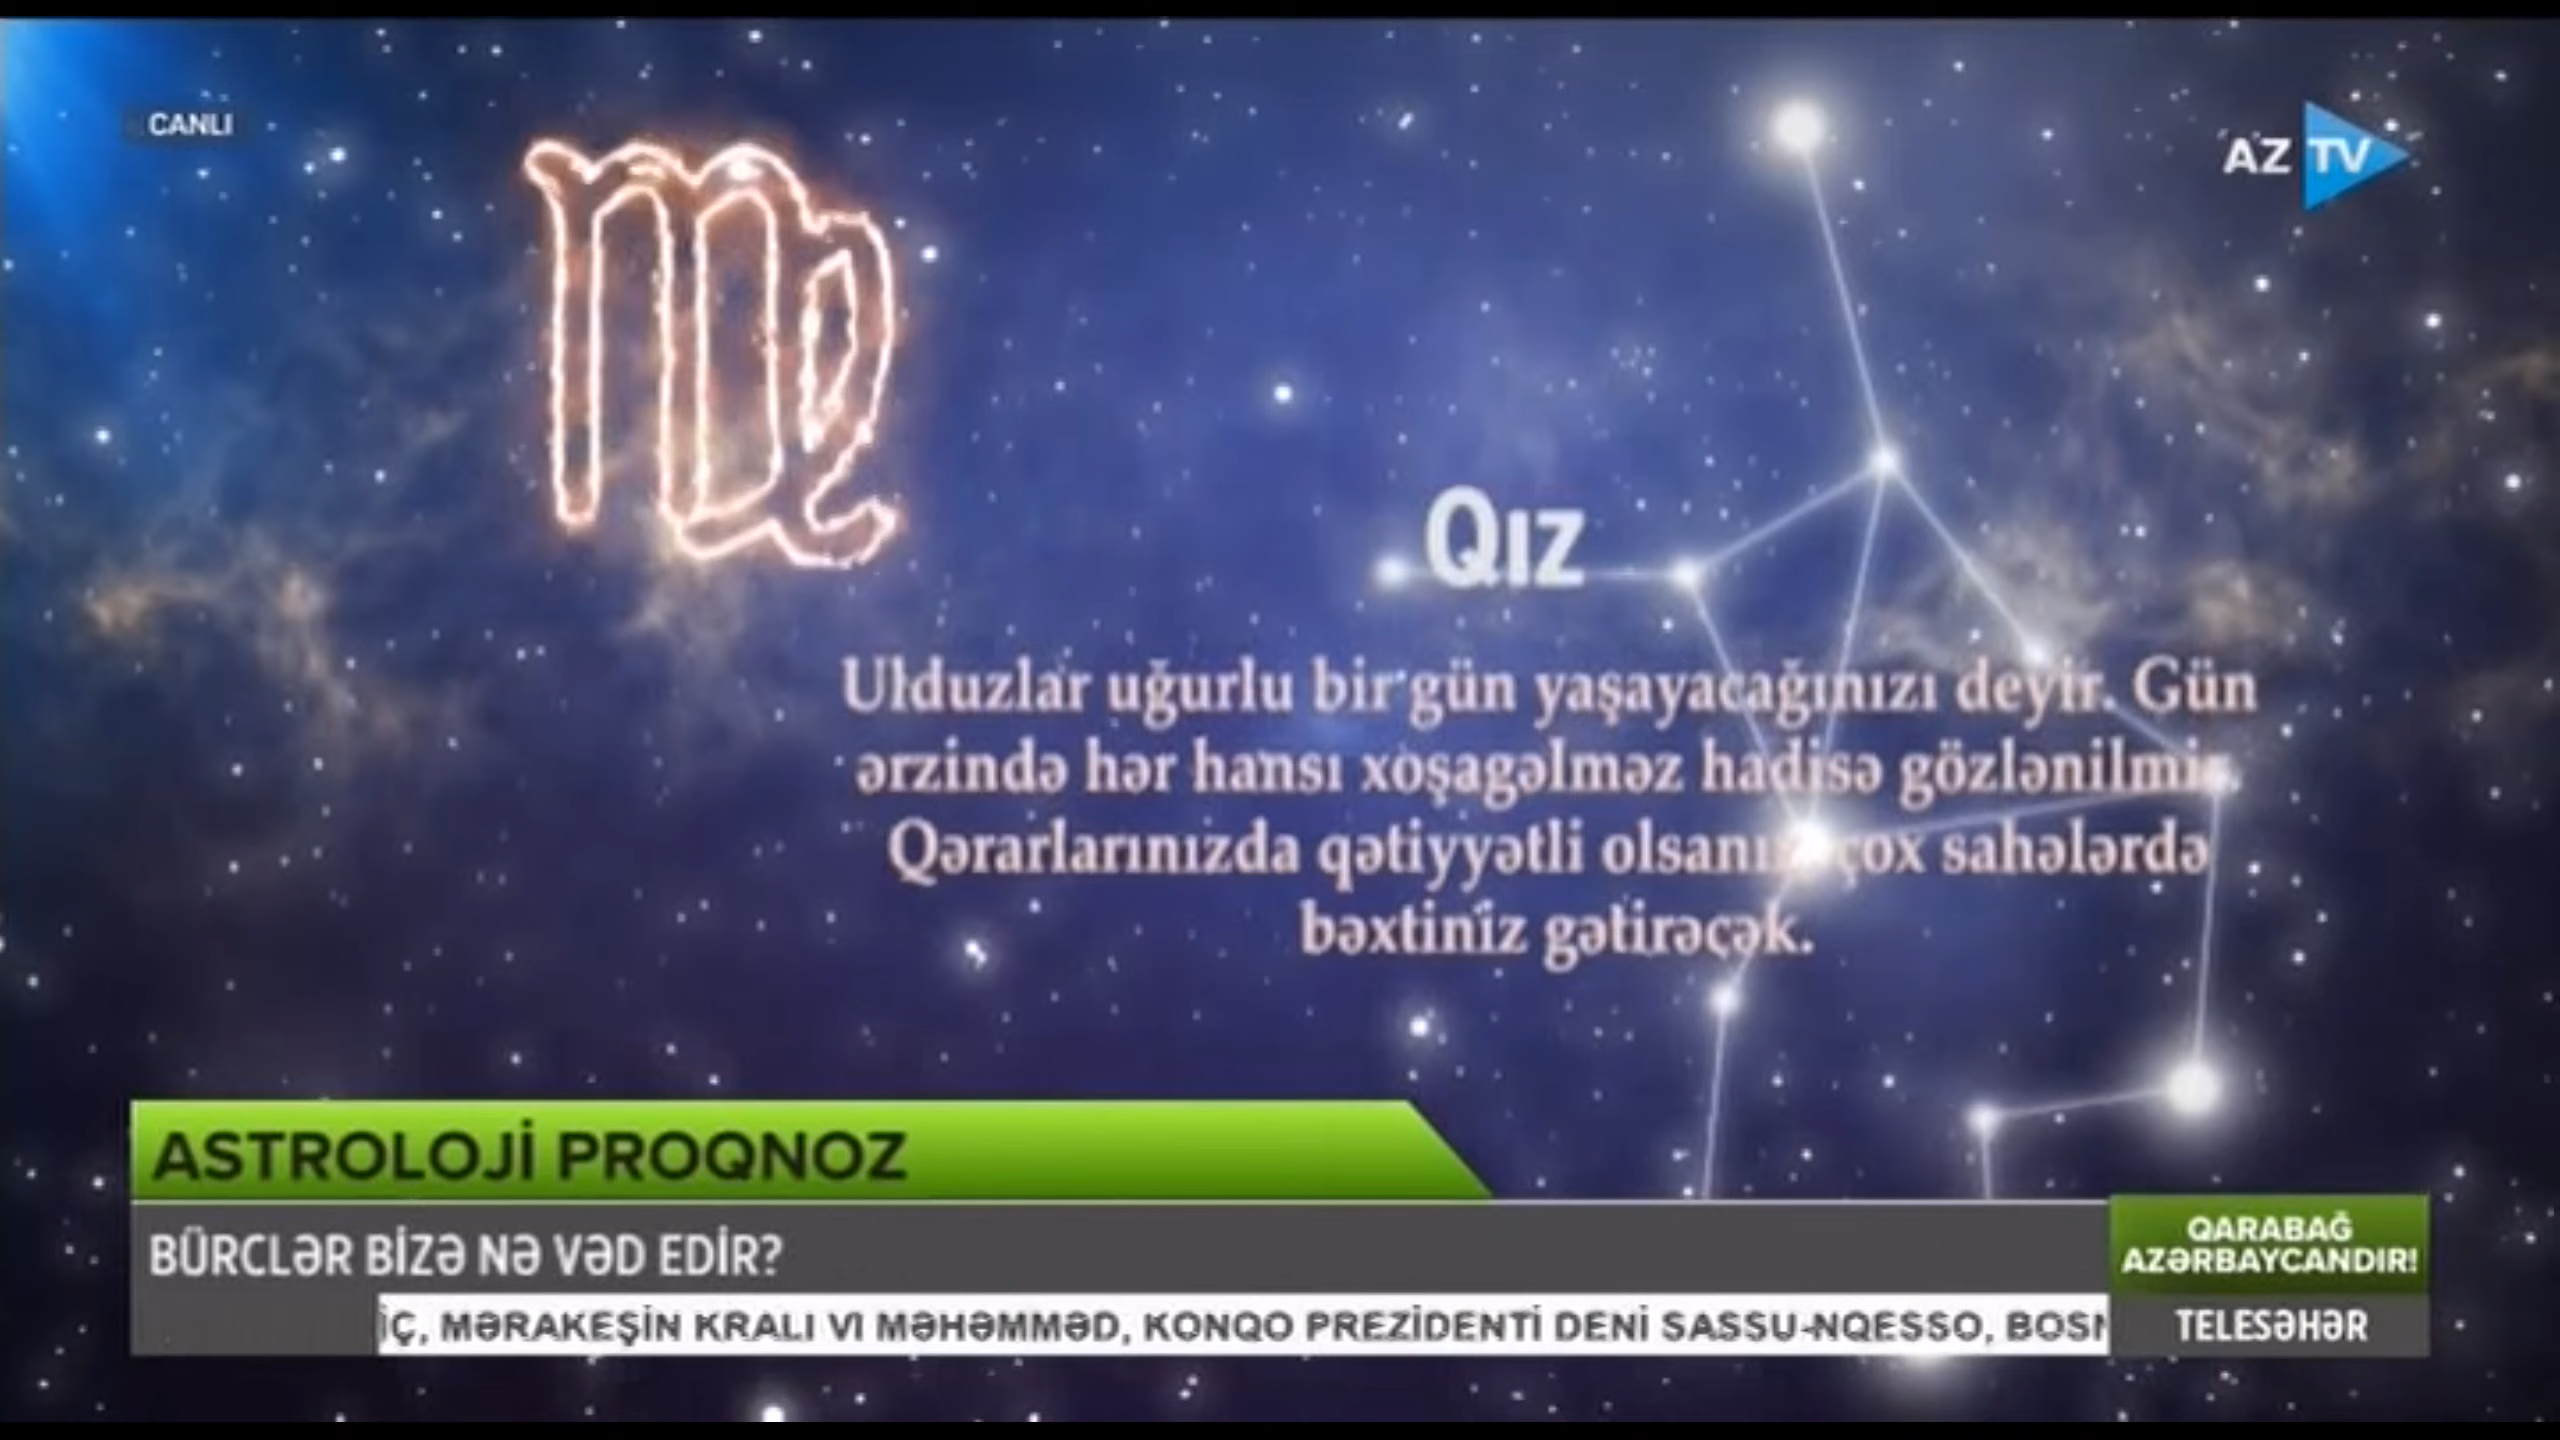 CANLI
AZ TV
Qız
Ulduzlar uğurlu bir gün yaşayacağınızı deyir. Gün
ərzində hər hansı xoşagəlməz hadisə gözlənilmir.
Qərarlarınızda qətiyyətli olsanız çox sahələrdə
bəxtiniz gətirəcək.
ASTROLOJİ PROQNOZ
BÜRCLƏR BİZƏ NƏ VƏD EDİR?
QARABAĞ
AZƏRBAYCANDIR!
İÇ, MƏRAKEŞİN KRALI VI MƏHƏMMƏD, KONQO PREZİDENTİ DENİ SASSU-NQESSO, BOSN
TELESƏHƏR